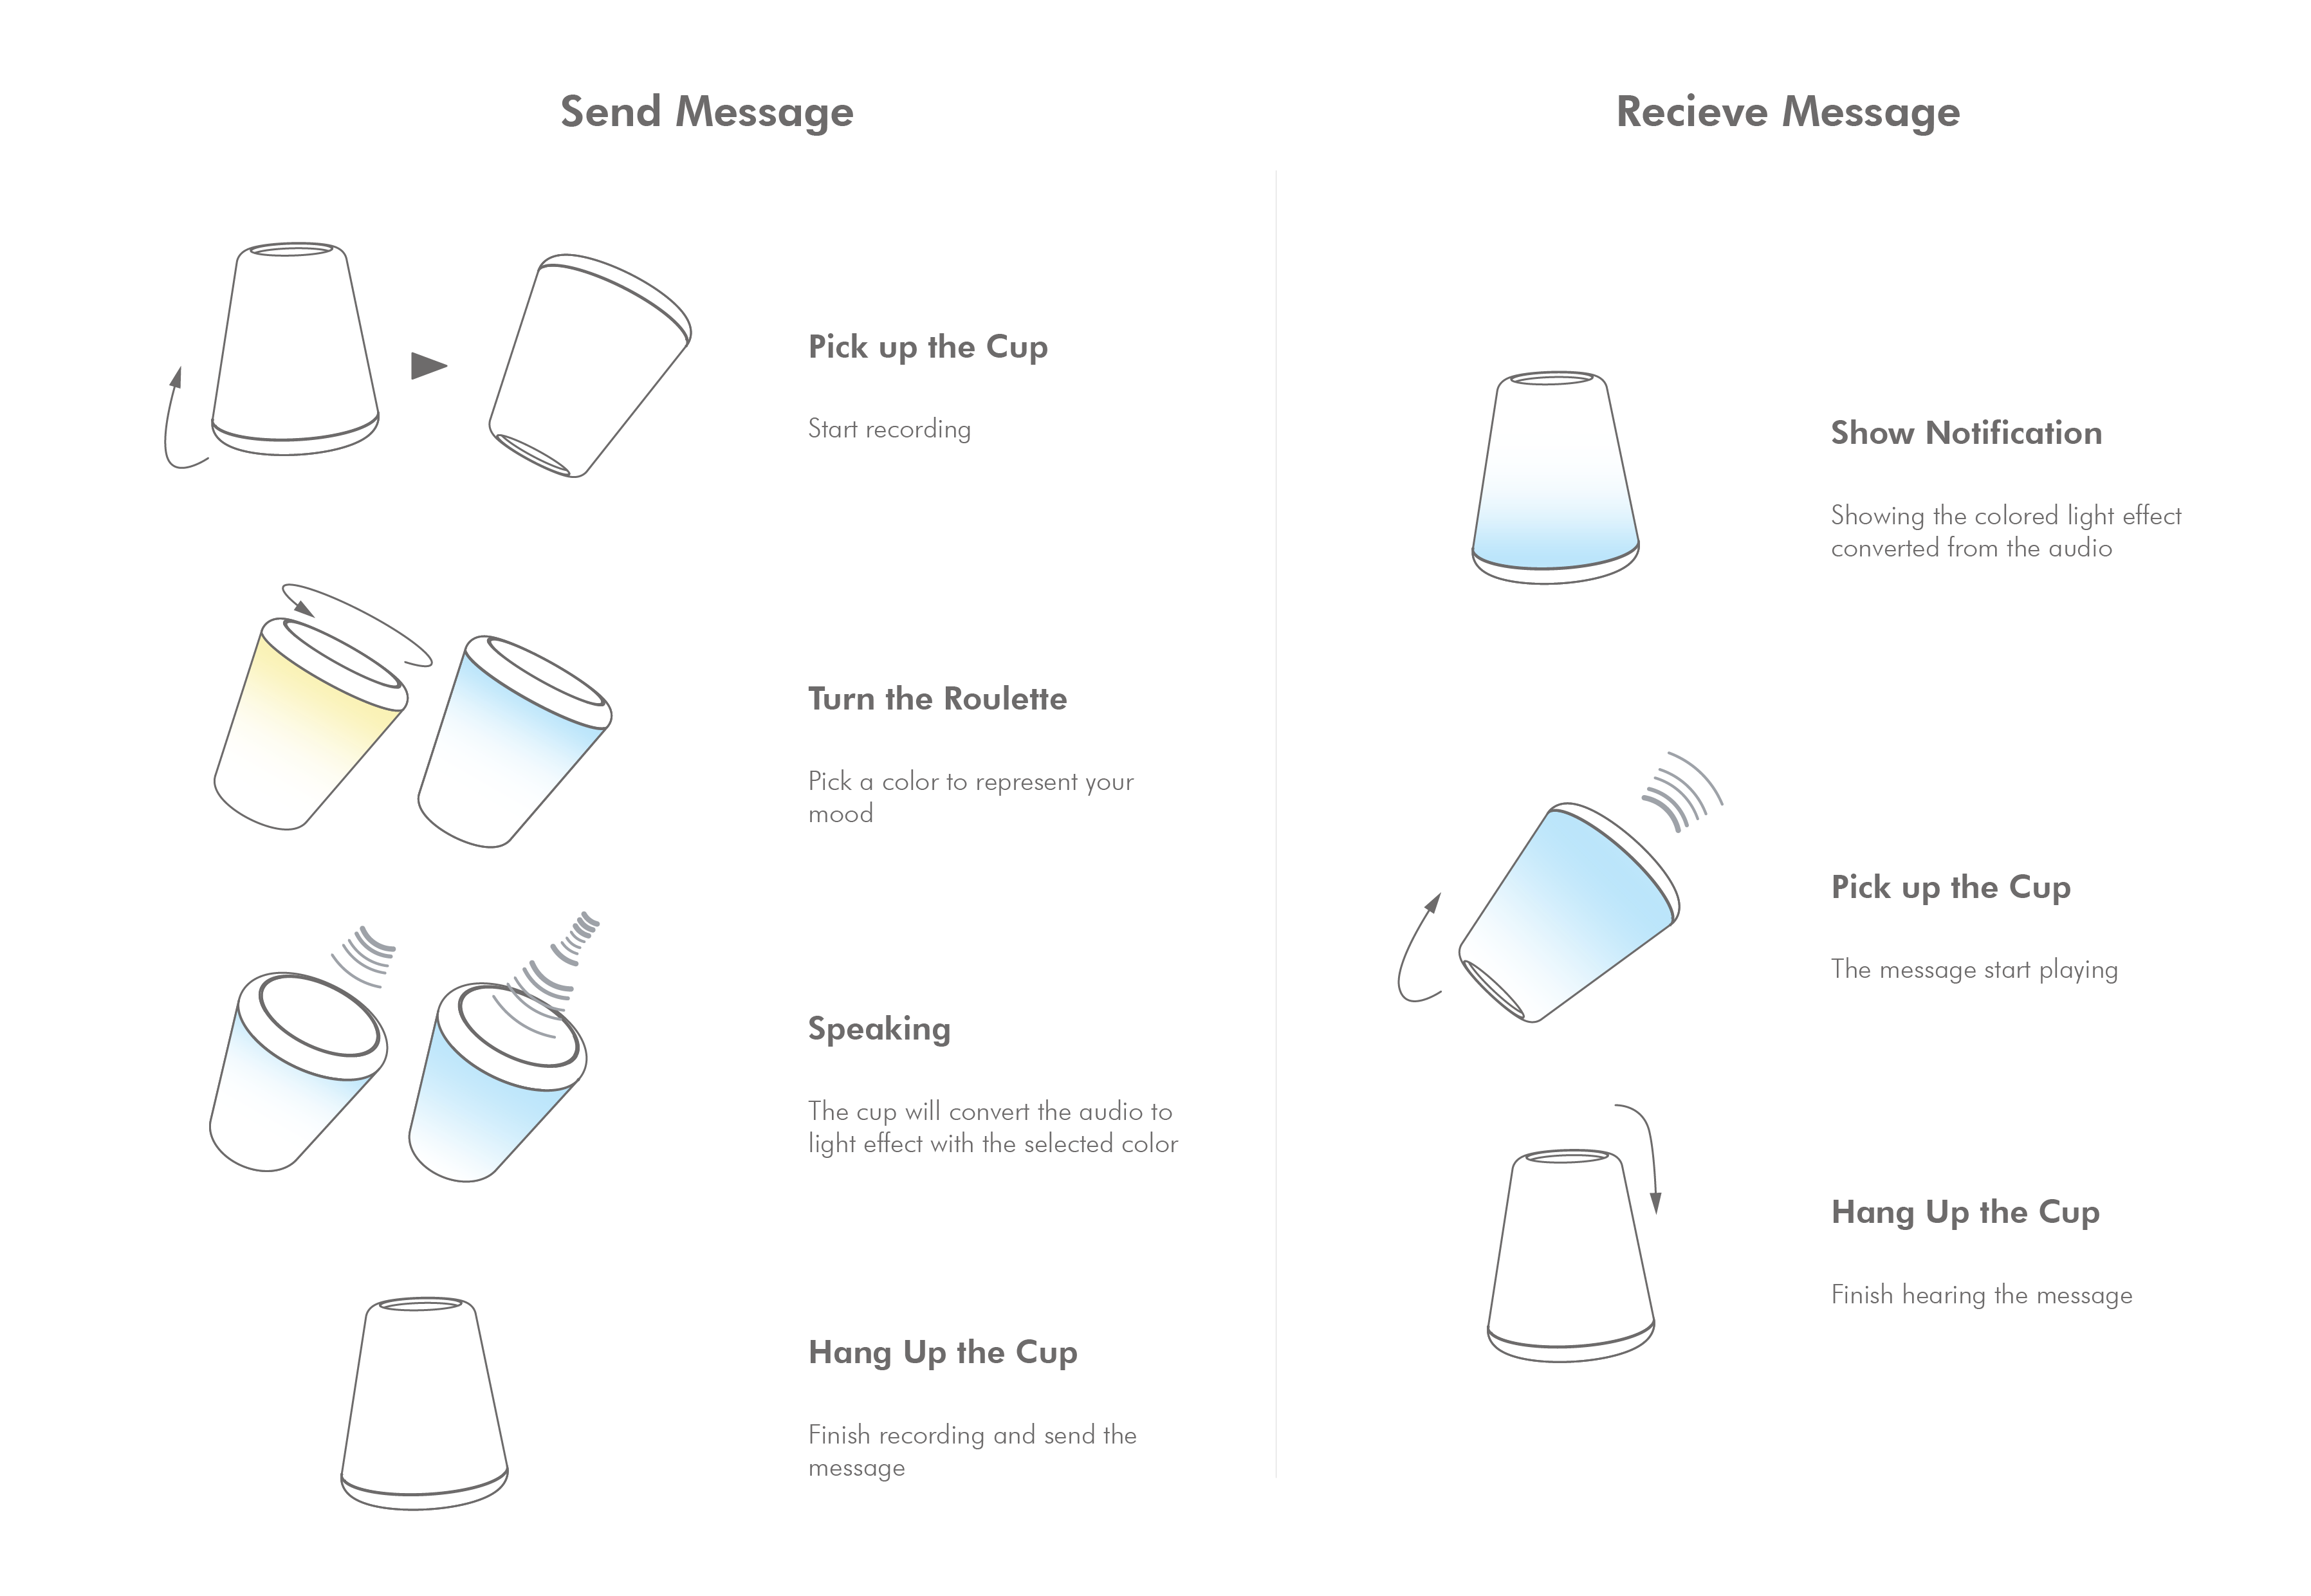 Send Message
Pick up the Cup
Start recording
Turn the Roulette
Pick a color to represent your
mood
Speaking
The cup will convert the audio to
light effect with the selected color
Hang Up the Cup
Finish recording and send the
message
Recieve Message
Show Notification
Showing the colored light effect
converted from the audio
Pick up the Cup
The message start playing
Hang Up the Cup
Finish hearing the message